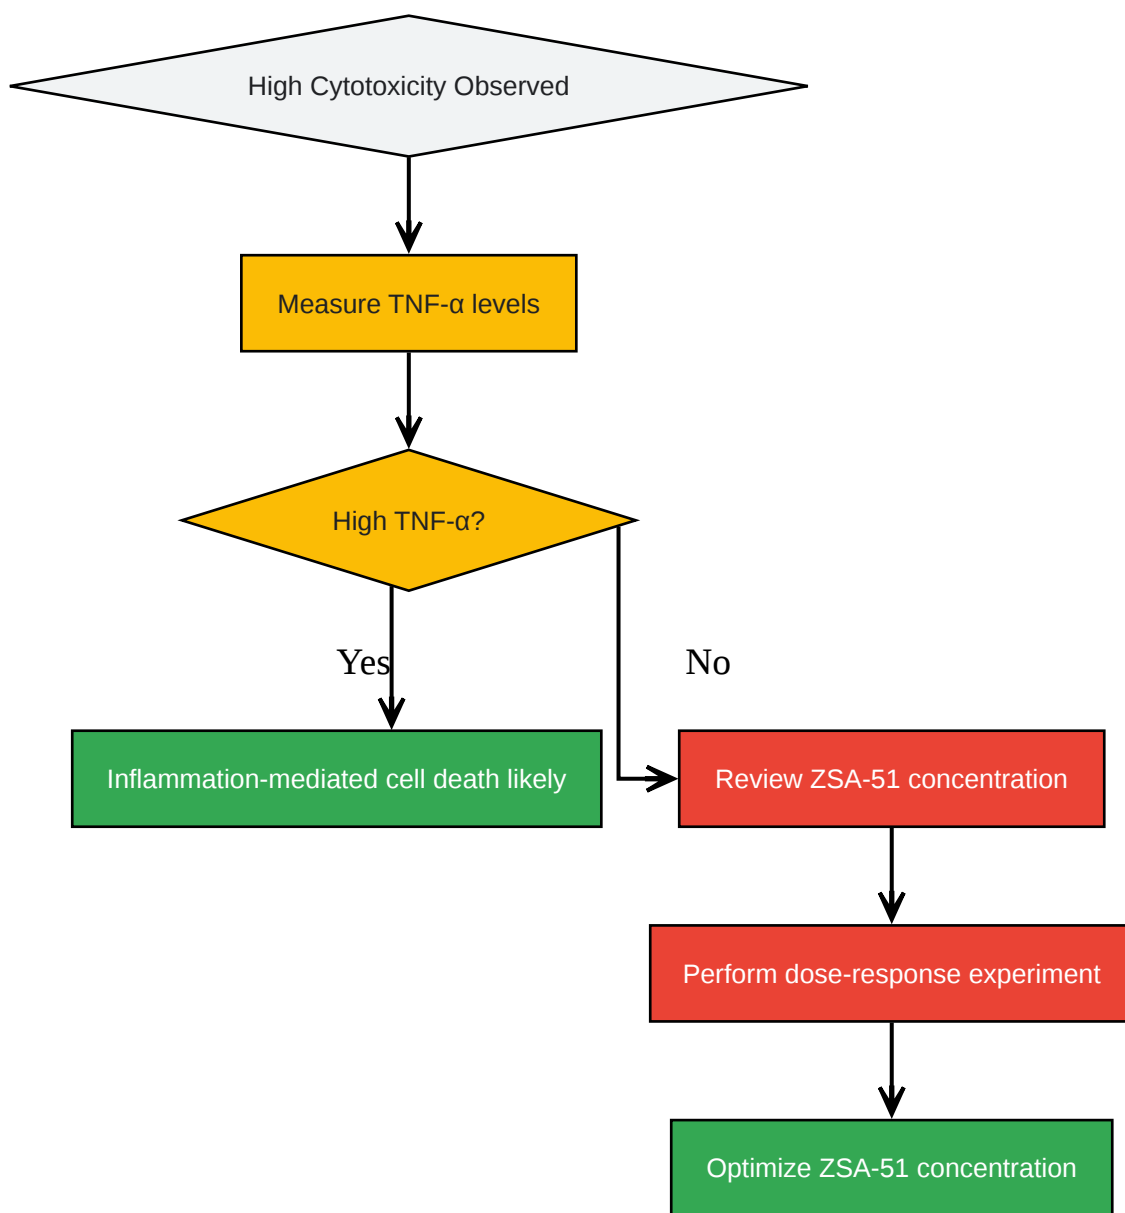 High Cytotoxicity Observed
Measure TNF-α levels
High TNF-α?
Yes
No
Inflammation-mediated cell death likely
Review ZSA-51 concentration
Perform dose-response experiment
Optimize ZSA-51 concentration